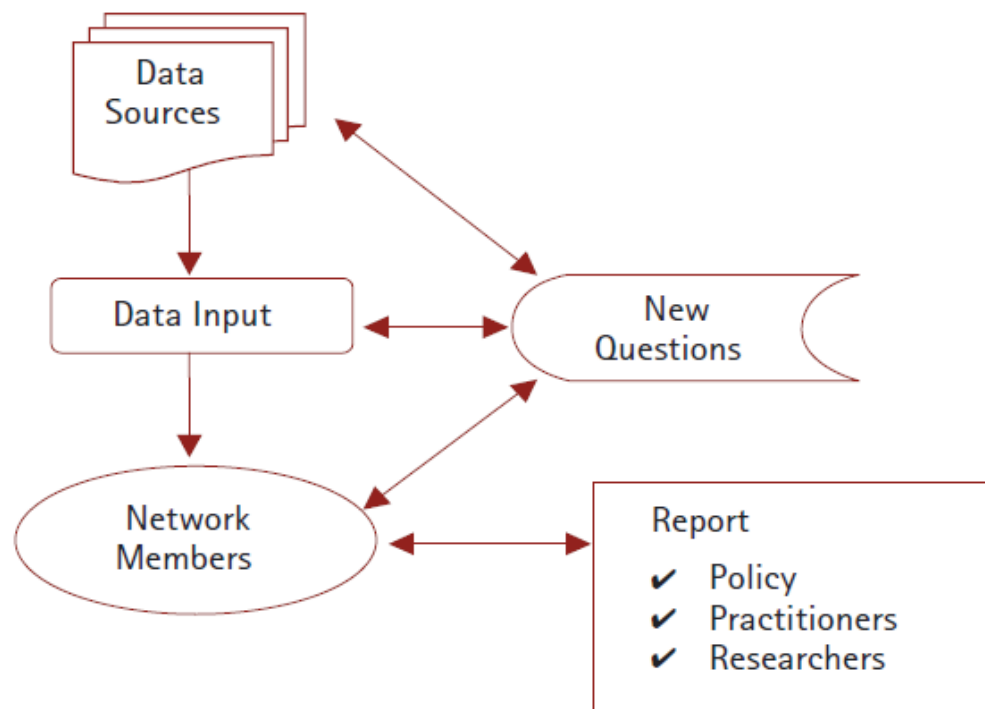 Data
Sources
Data Input
New
Questions
Network
Members
Report
✔ Policy
✔ Practitioners
✔ Researchers